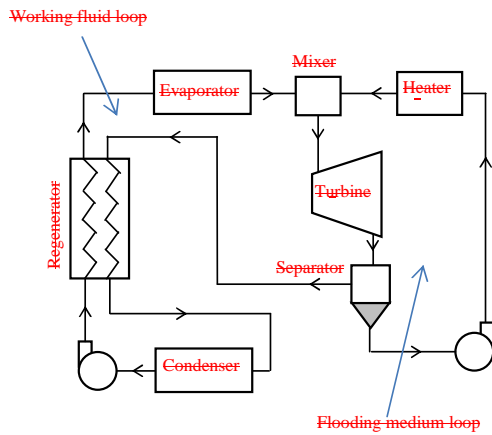 Working fluid loop
Mixer
Evaporator
Heater
Regenerator
Turbine
Separator
Condenser
Flooding medium loop